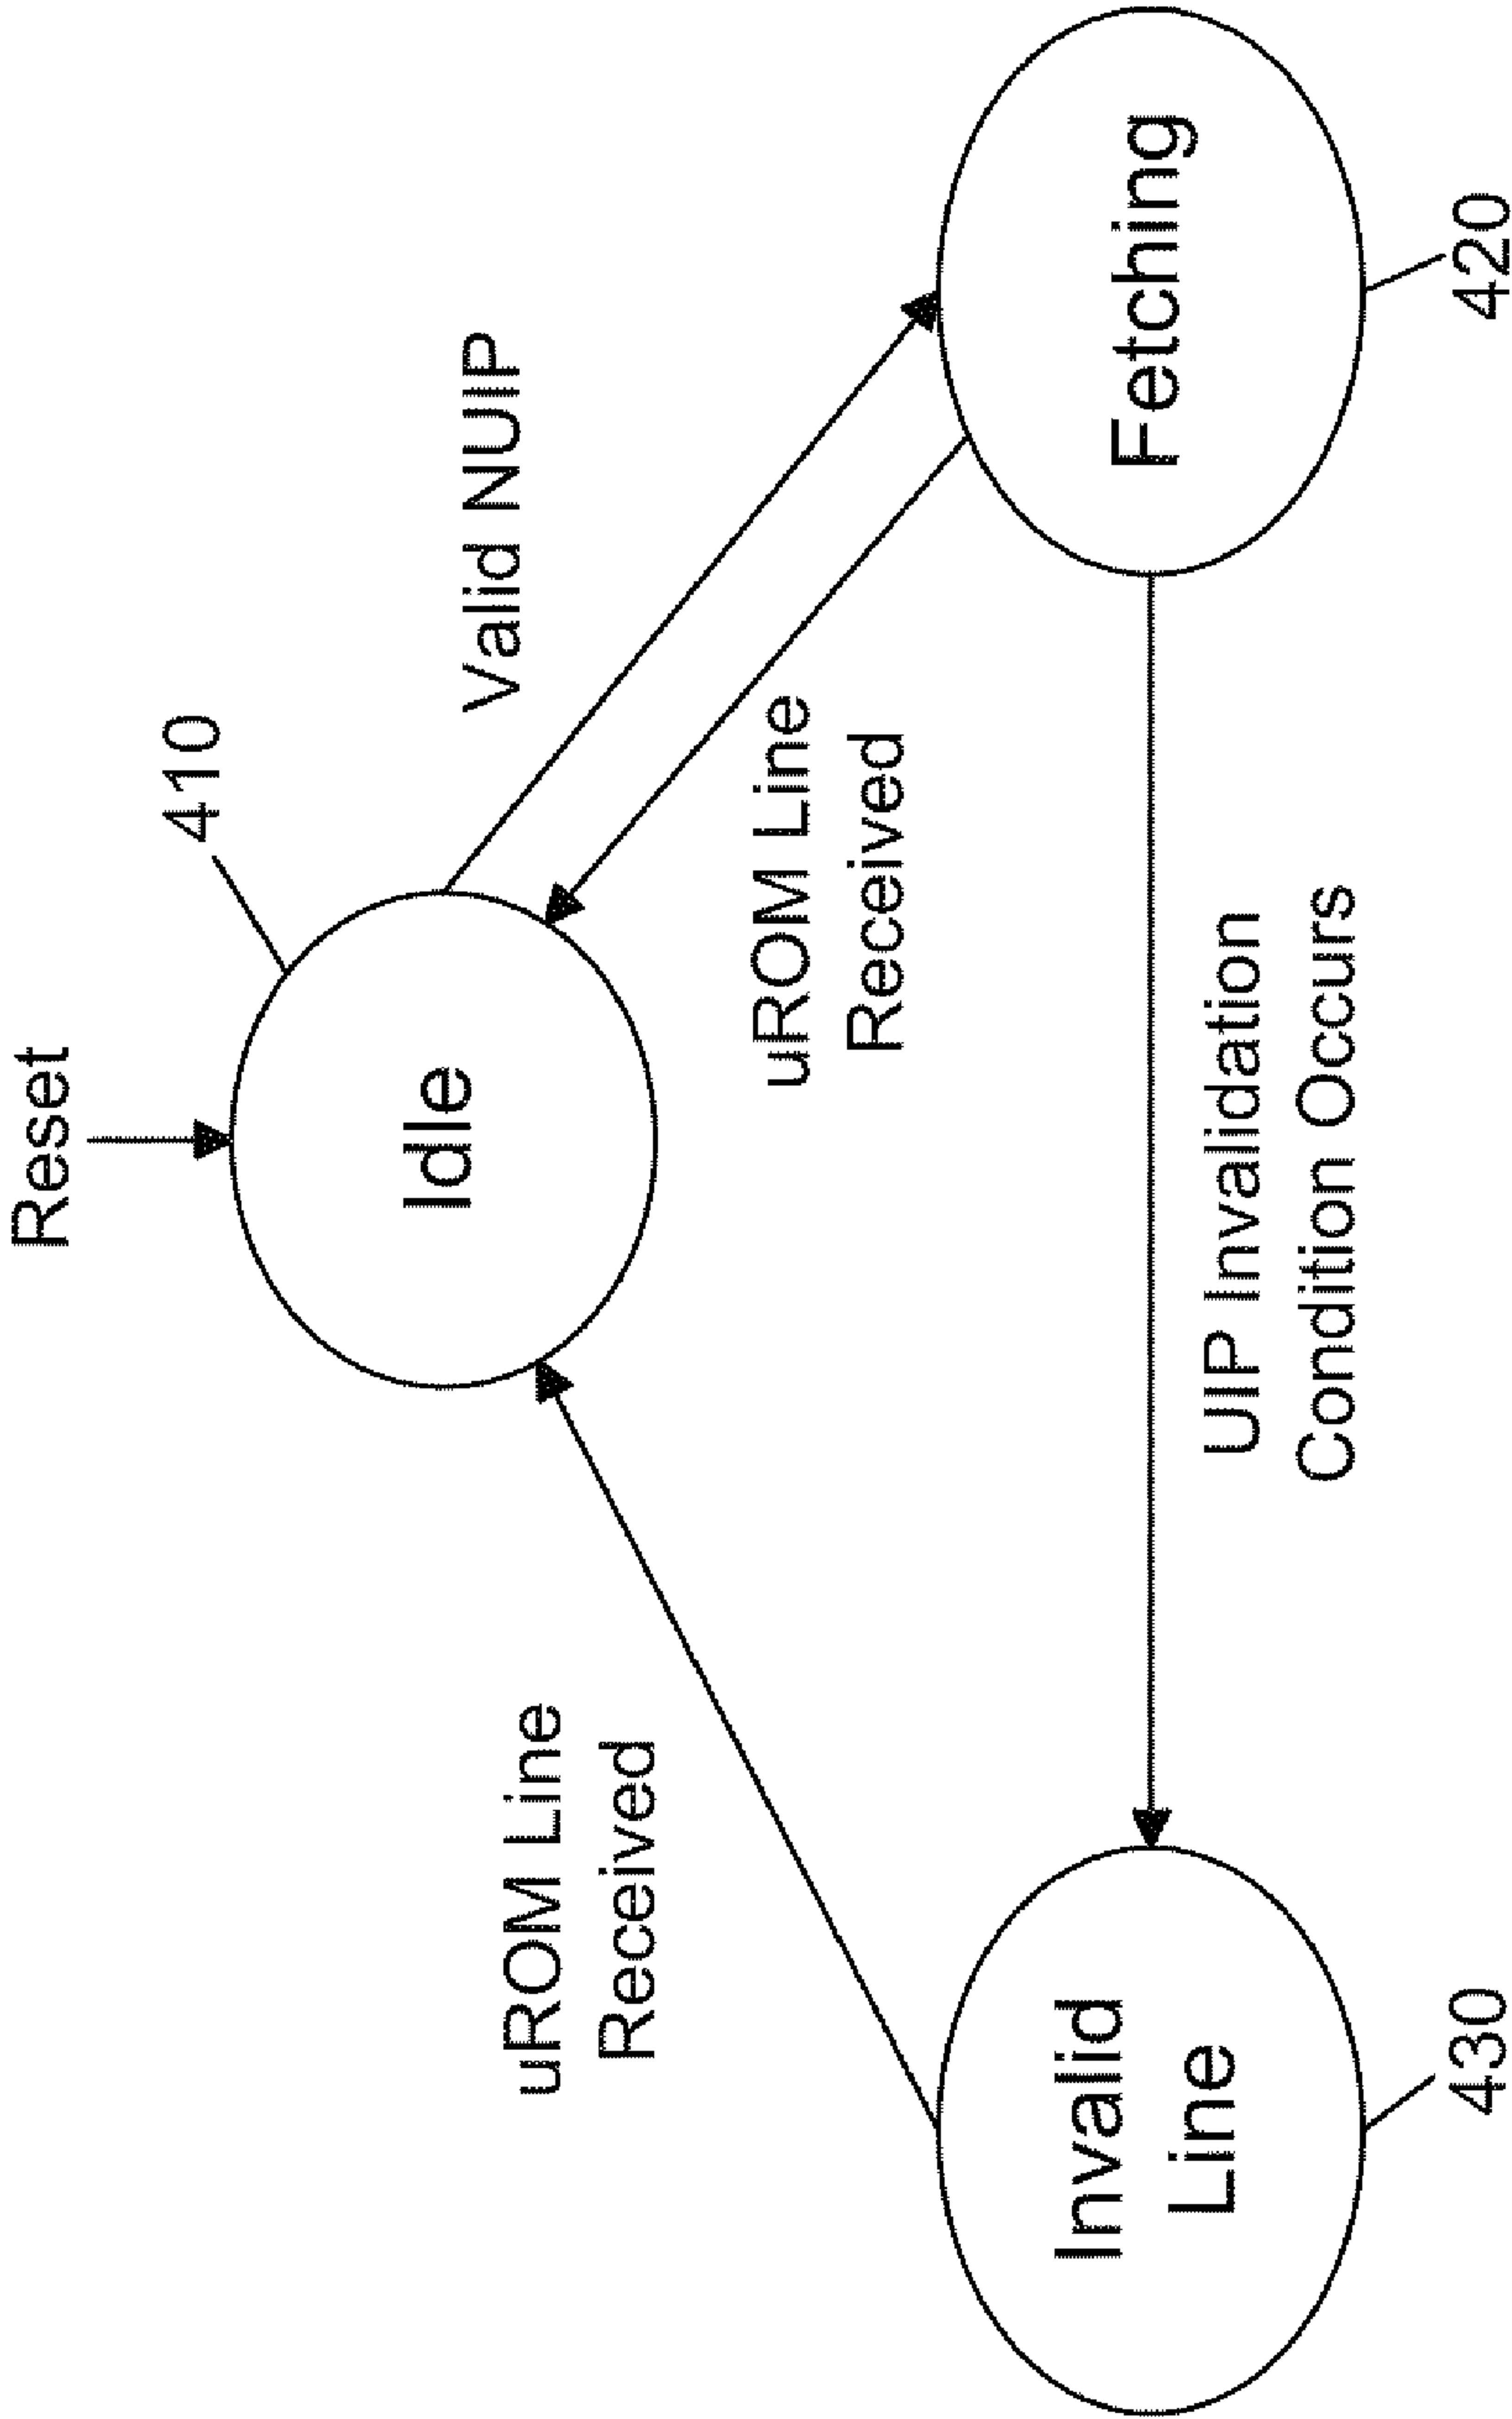 Reset
410
Idle
Valid NUIP
uROM Line
Received
uROM Line
Received
Invalid
Line
430
UIP Invalidation
Condition Occurs
Fetching
420